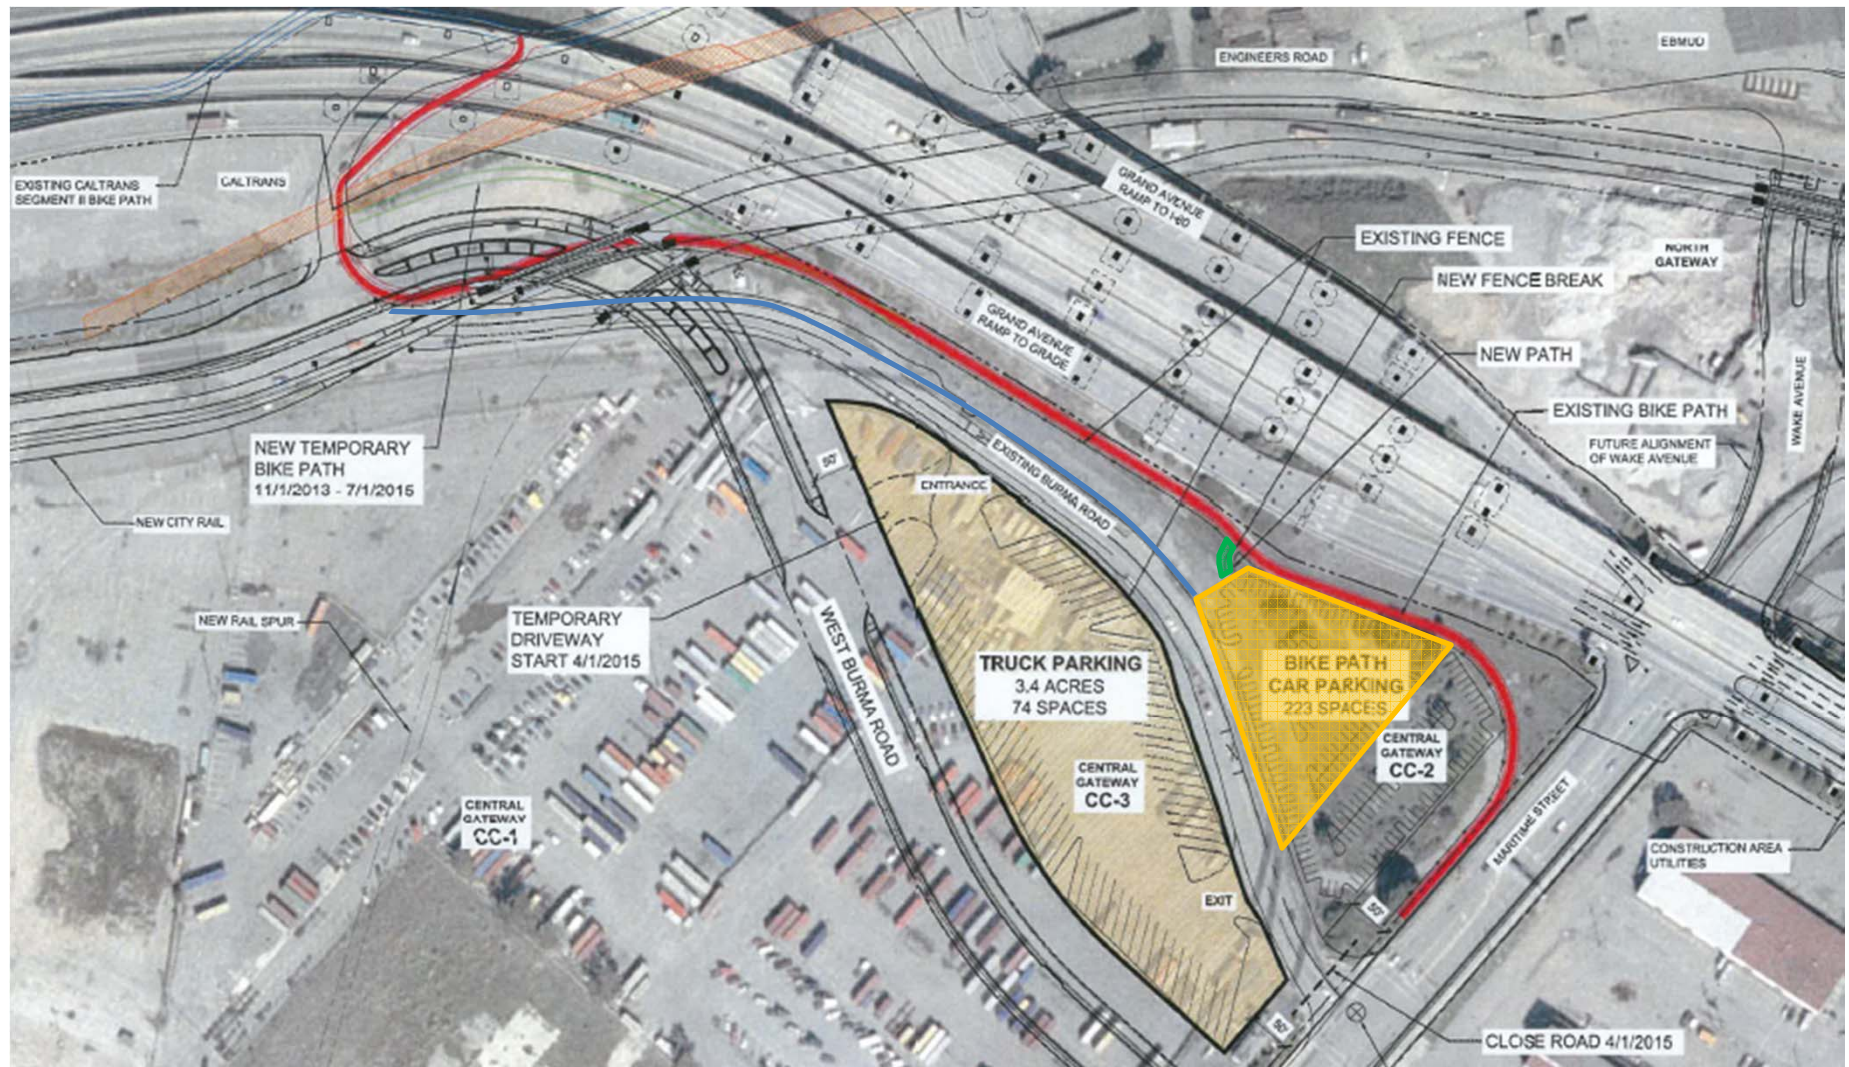 EBMUD
ENGINEERS ROAD
EXISTING CALTRANS
SEGMENT II BIKE PATH
CALTRANS
GRAND AVENUE
RAMP TO I-80
EXISTING FENCE
NORTH
GATEWAY
NEW FENCE BREAK
GRAND AVENUE
RAMP TO GRADE
NEW PATH
WAKE AVENUE
EXISTING BIKE PATH
FUTURE ALIGNMENT
OF WAKE AVENUE
NEW TEMPORARY
BIKE PATH
11/1/2013 - 7/1/2015
50'
ENTRANCE
EXISTING BURMA ROAD
NEW CITY RAIL
NEW RAIL SPUR
TEMPORARY
DRIVEWAY
START 4/1/2015
WEST BURMA ROAD
TRUCK PARKING
3.4 ACRES
74 SPACES
BIKE PATH
CAR PARKING
223 SPACES
CENTRAL
GATEWAY
CC-2
CENTRAL
GATEWAY
CC-3
CENTRAL
GATEWAY
CC-1
MARITIME STREET
CONSTRUCTION AREA
UTILITIES
EXIT
50'
50'
CLOSE ROAD 4/1/2015